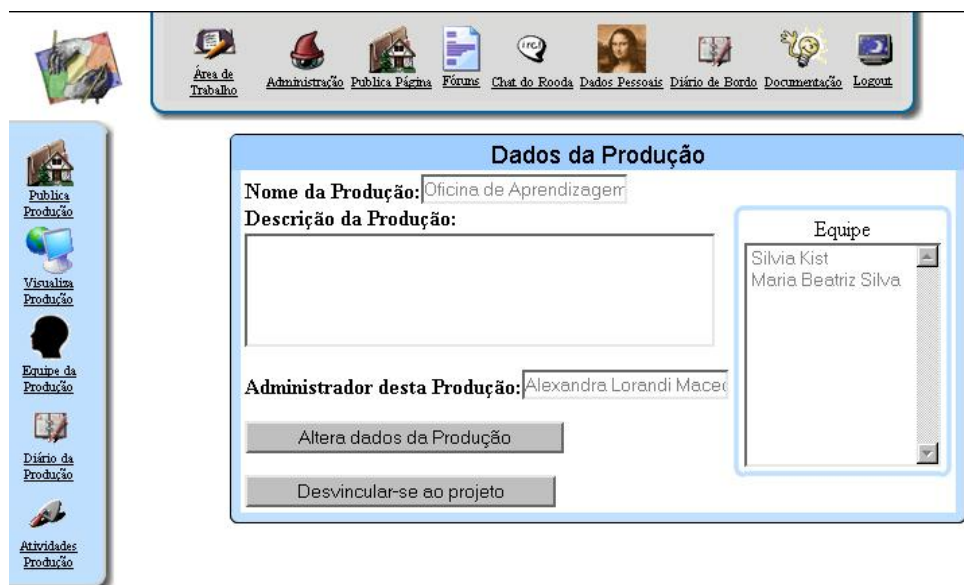 Área de
Trabalho
Administração
Publica Página
Fóruns
irc!
Chat do Rooda
Dados Pessoais
Diário de Bordo
Documentação
Logout
Publica
Produção
Visualiza
Produção
Equipe da
Produção
Diário da
Produção
Atividades
Produção
Dados da Produção
Nome da Produção: Oficina de Aprendizagem
Descrição da Produção:
Equipe
Silvia Kist
Maria Beatriz Silva
Administrador desta Produção: Alexandra Lorandi
Altera dados da Produção
Desvincular-se ao projeto